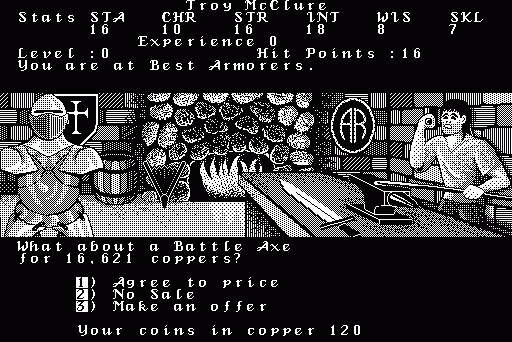 Troy McClure
Stats STA CHR STR INT WIS SKL
16 10 16 18 8 7
Experience 0
Level :0 Hit Points :16
You are at Best Armorers.
AR
What about a Battle Axe
for 16,621 coppers?
1) Agree to price
2) No Sale
3) Make an offer
Your coins in copper 120